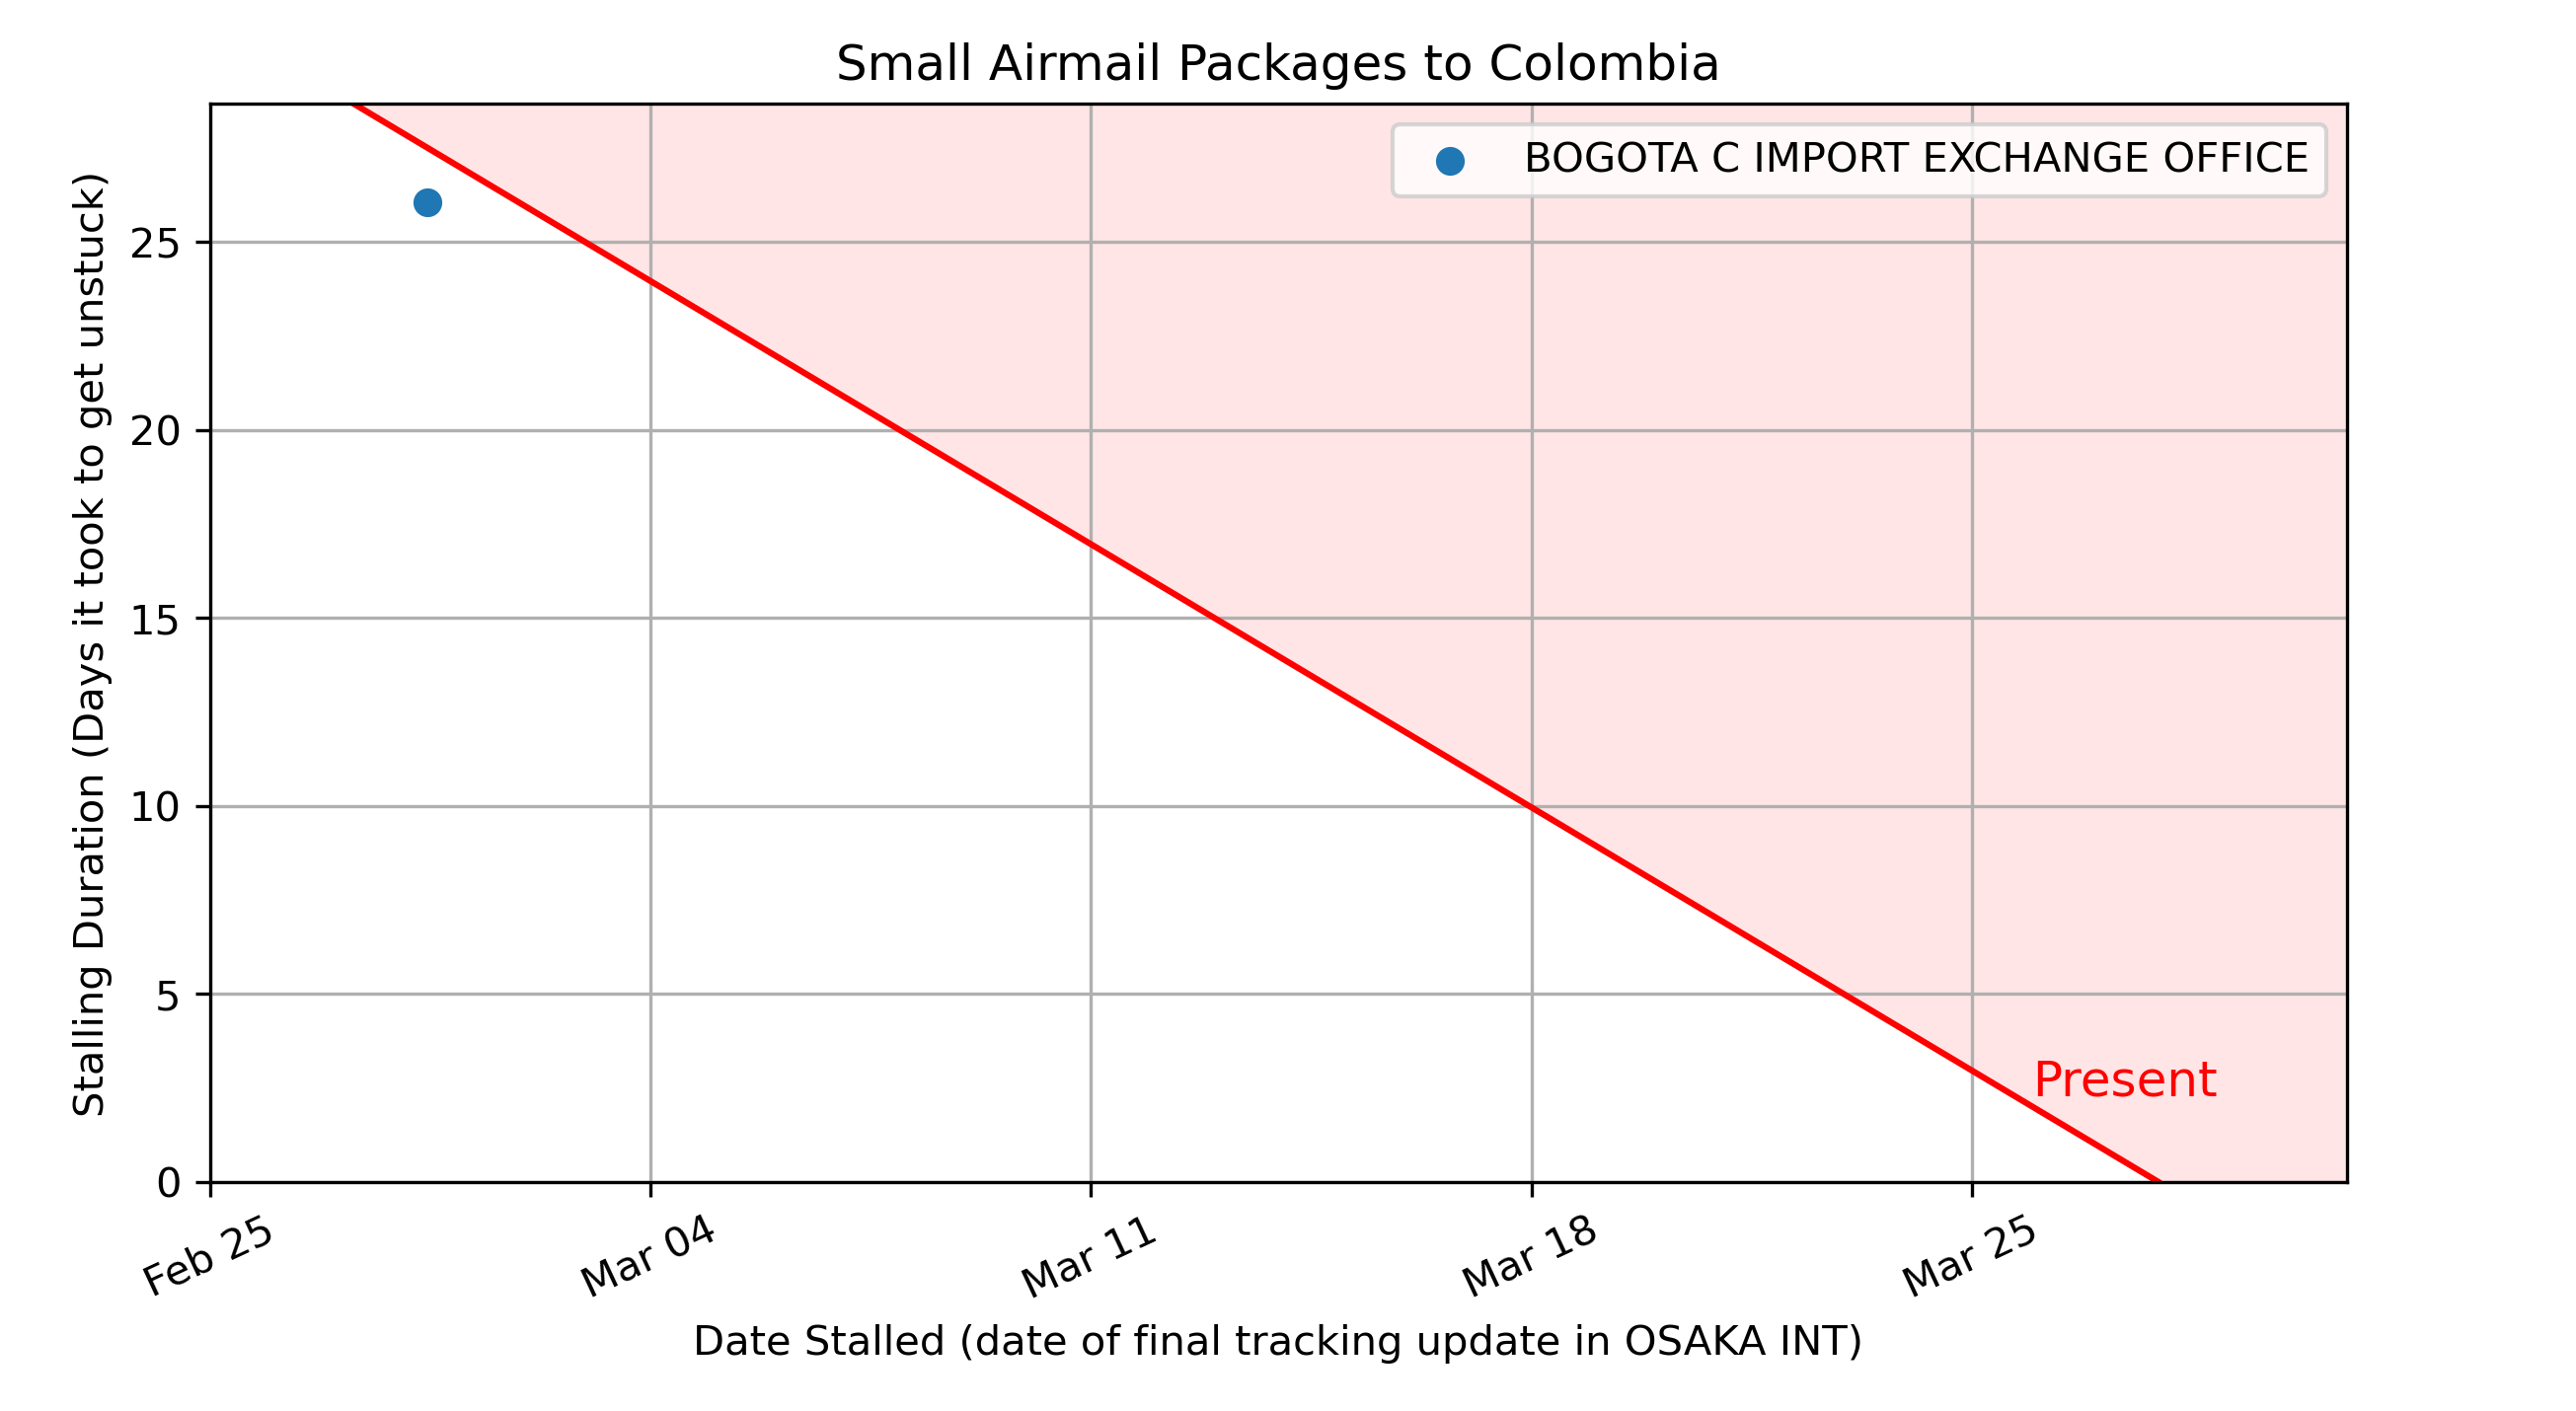 Small Airmail Packages to Colombia
BOGOTA C IMPORT EXCHANGE OFFICE
Stalling Duration (Days it took to get unstuck)
25
20
15
10
5
0
Present
Feb 25
Mar 04
Mar 11
Mar 18
Mar 25
Date Stalled (date of final tracking update in OSAKA INT)